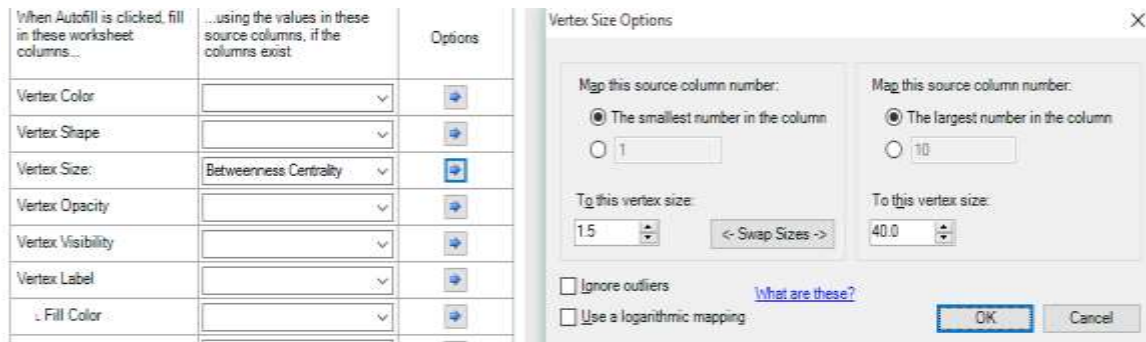 When Autofill is clicked, fill
in these worksheet
columns...
...using the values in these
source columns, if the
columns exist
Options
Vertex Color
Vertex Shape
Vertex Size:
Betweenness Centrality
Vertex Opacity
Vertex Visibility
Vertex Label
Fill Color
Vertex Size Options
Map this source column number:
The smallest number in the column
1
To this vertex size:
1.5
<- Swap Sizes ->
Map this source column number:
The largest number in the column
10
To this vertex size:
40.0
Ignore outliers
What are these?
Use a logarithmic mapping
OK
Cancel